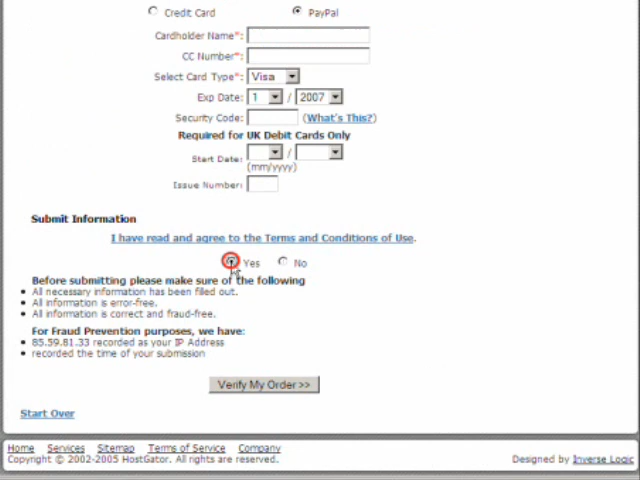 Credit Card PayPal
Cardholder Name*:
CC Number*:
Select Card Type*: Visa
Exp Date: 1 / 2007
Security Code: (What's This?)
Required for UK Debit Cards Only
Start Date: /
(mm/yyyy)
Issue Number:
Submit Information
I have read and agree to the Terms and Conditions of Use.
Yes No
Before submitting please make sure of the following
• All necessary information has been filled out.
• All information is error-free.
• All information is correct and fraud-free.
For Fraud Prevention purposes, we have:
• 85.59.81.33 recorded as your IP Address
• recorded the time of your submission
Verify My Order >>
Start Over
Home Services Sitemap Terms of Service Company
Copyright © 2002-2005 HostGator. All rights are reserved. Designed by Inverse Logic